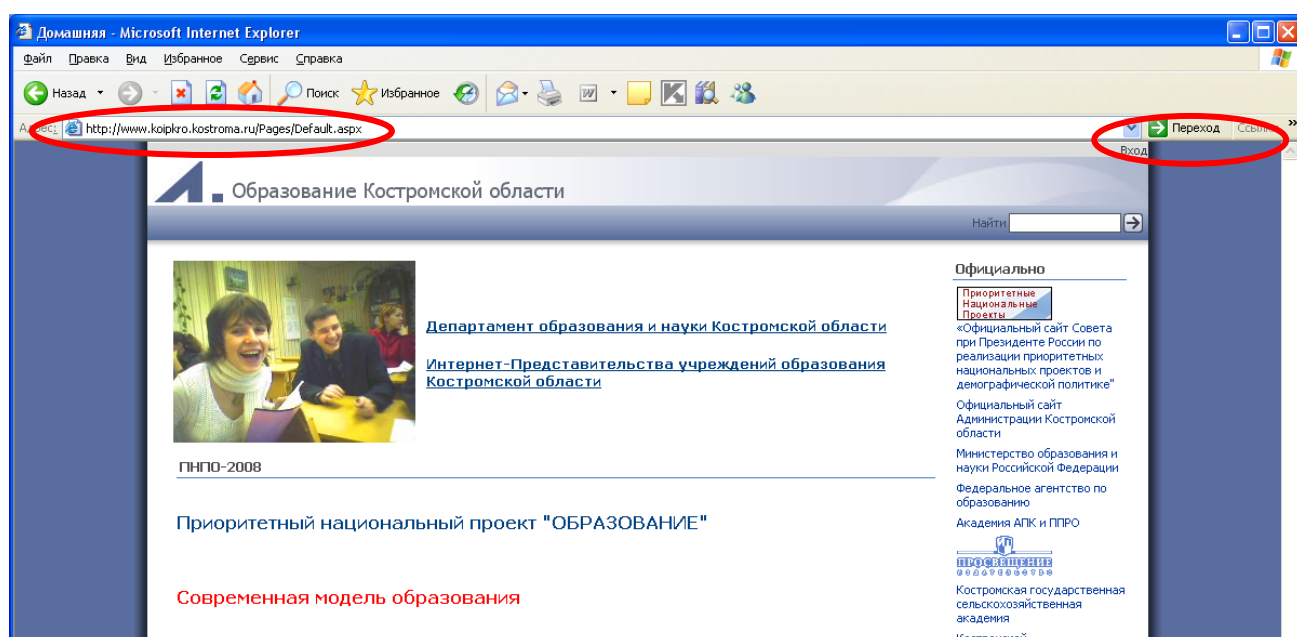 Домашняя - Microsoft Internet Explorer
Файл Правка Вид Избранное Сервис Справка
Назад Поиск Избранное
Адрес: http://www.koipkro.kostroma.ru/Pages/Default.aspx Переход Ссылки »
Вход
Образование Костромской области
Найти
Департамент образования и науки Костромской области
Интернет-Представительства учреждений образования
Костромской области
ПНПО-2008
Приоритетный национальный проект "ОБРАЗОВАНИЕ"
Современная модель образования
Официально
Приоритетные
Национальные
Проекты
«Официальный сайт Совета
при Президенте России по
реализации приоритетных
национальных проектов и
демографической политике"
Официальный сайт
Администрации Костромской
области
Министерство образования и
науки Российской Федерации
Федеральное агентство по
образованию
Академия АПК и ППРО
ПРОСВЕЩЕНИЕ
Костромская государственная
сельскохозяйственная
академия